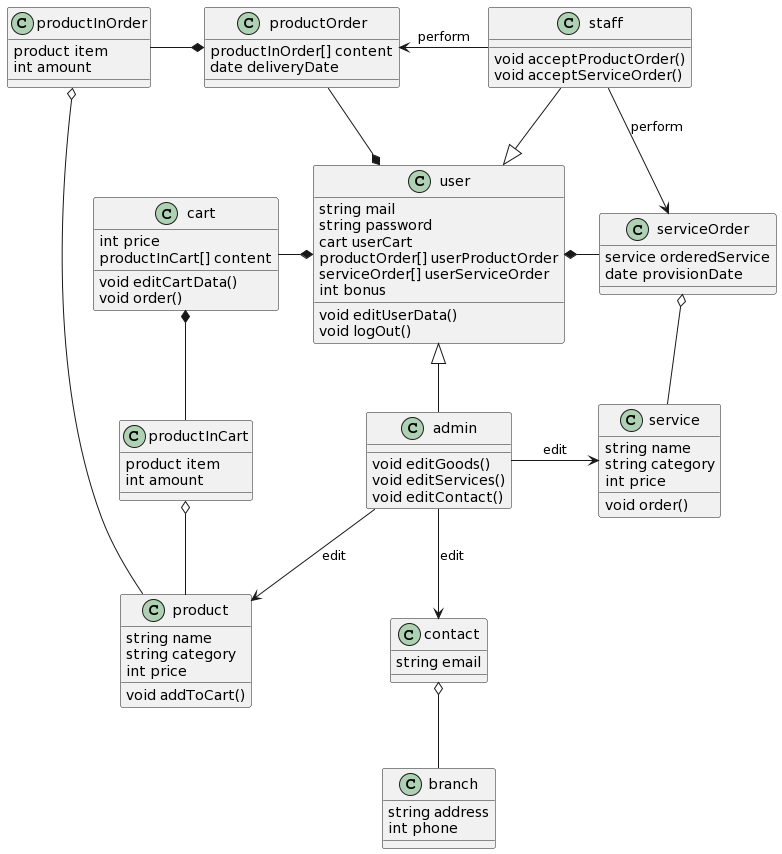 C productInOrder
product item
int amount
C productOrder
productInOrder[] content
date deliveryDate
perform
C staff
void acceptProductOrder()
void acceptServiceOrder()
perform
C user
string mail
string password
cart userCart
productOrder[] userProductOrder
serviceOrder[] userServiceOrder
int bonus
void editUserData()
void logOut()
C cart
int price
productInCart[] content
void editCartData()
void order()
C serviceOrder
service orderedService
date provisionDate
C productInCart
product item
int amount
C admin
void editGoods()
void editServices()
void editContact()
edit
C service
string name
string category
int price
void order()
edit
edit
C product
string name
string category
int price
void addToCart()
C contact
string email
C branch
string address
int phone